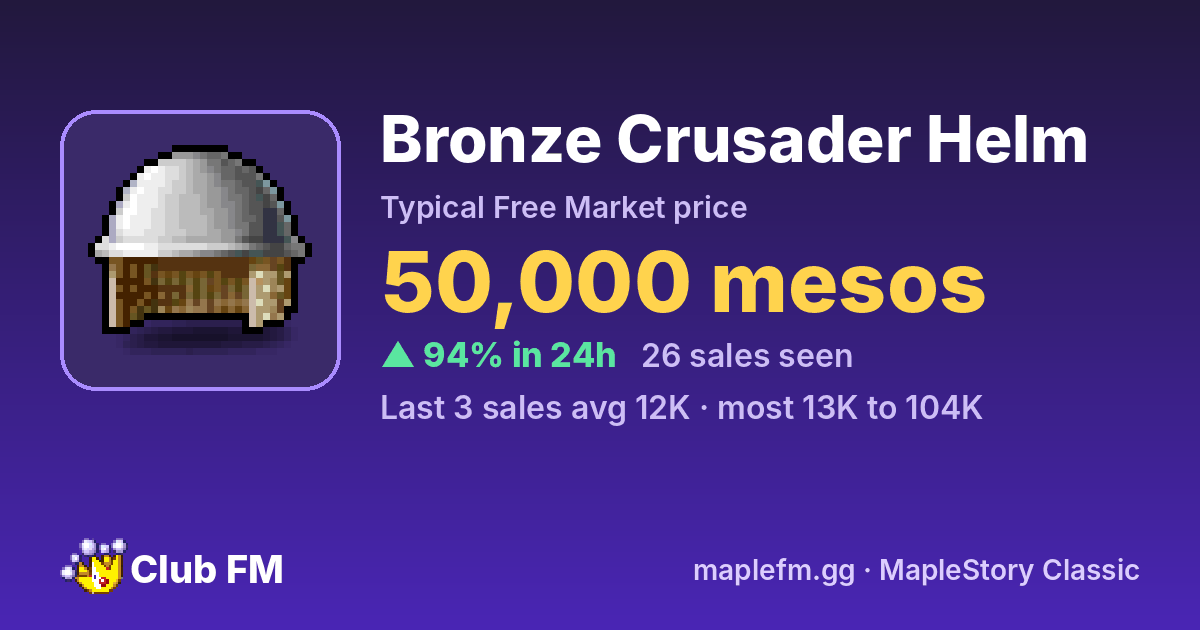 Bronze Crusader Helm
Typical Free Market price
50,000 mesos
▲ 94% in 24h 26 sales seen
Last 3 sales avg 12K · most 13K to 104K
Club FM
maplefm.gg · MapleStory Classic